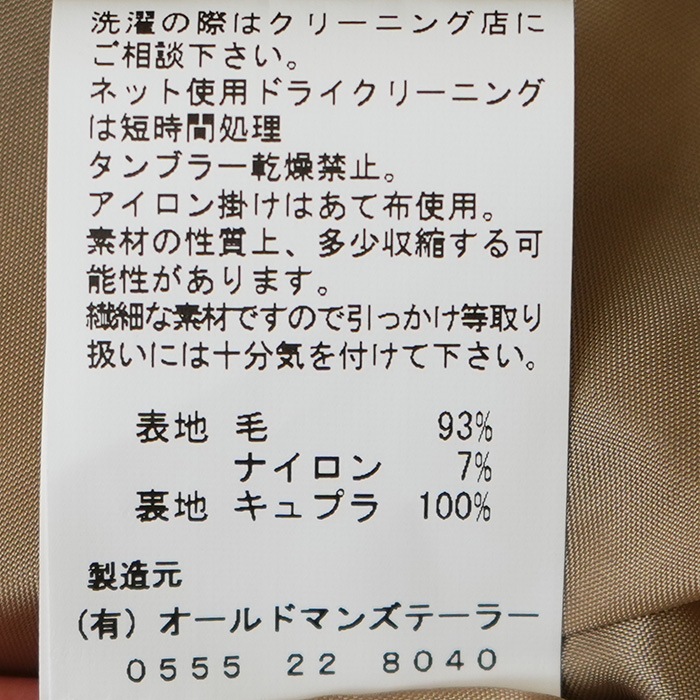 洗濯の際はクリーニング店に
ご相談下さい。
ネット使用ドライクリーニング
は短時間処理
タンブラー乾燥禁止。
アイロン掛けはあて布使用。
素材の性質上、多少収縮する可
能性があります。
繊細な素材ですので引っかけ等取り
扱いには十分気を付けて下さい。
表地 毛 93%
ナイロン 7%
裏地 キュプラ 100%
製造元
(有) オールドマンズテーラー
0555 22 8040